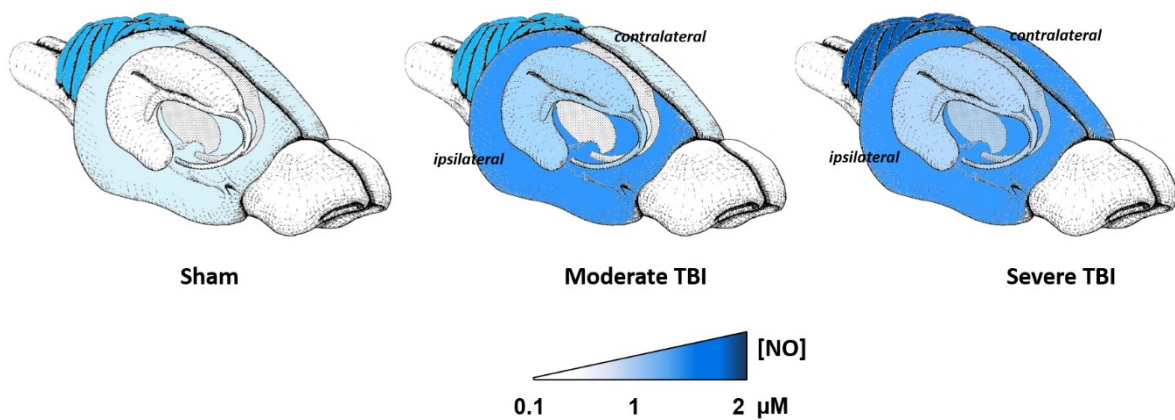 contralateral
contralateral
ipsilateral
ipsilateral
Sham
Moderate TBI
Severe TBI
[NO]
0.1 1 2 µM